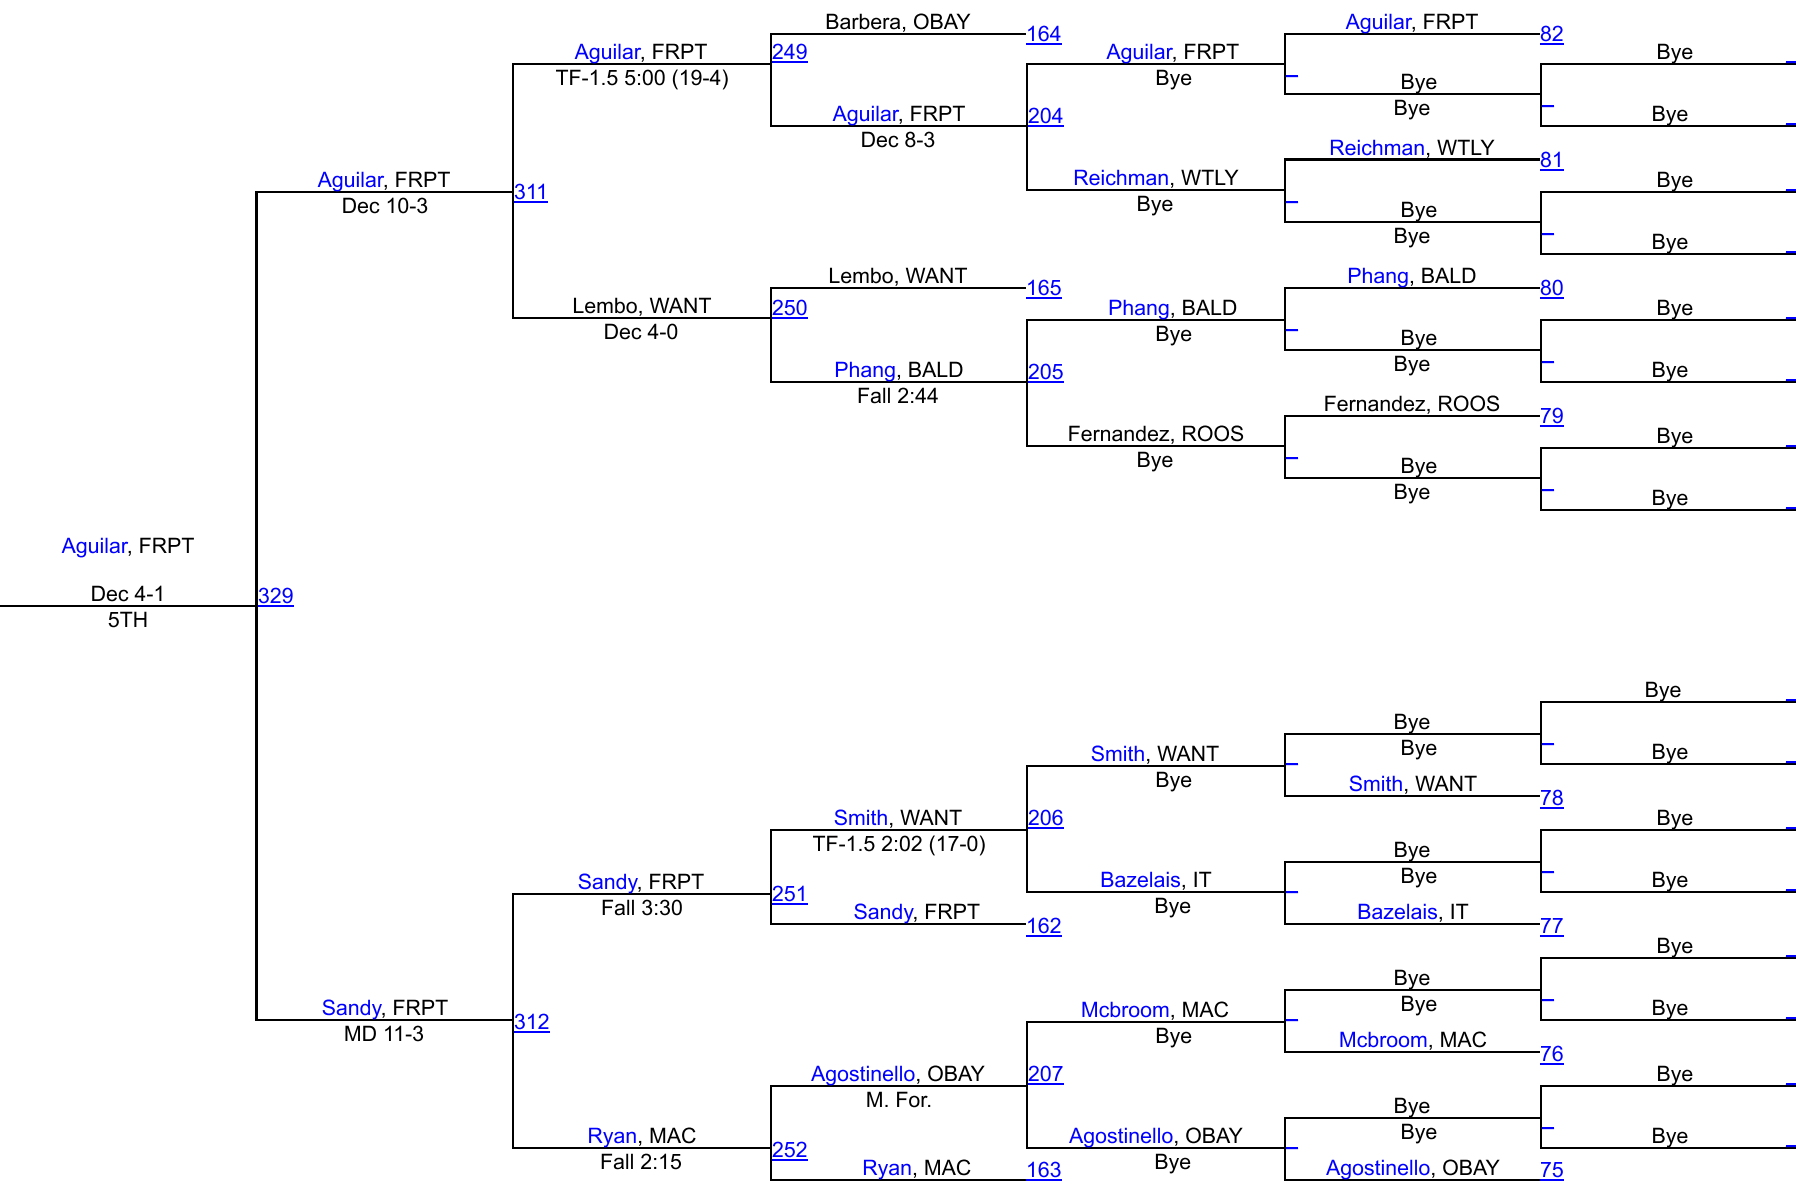 Barbera, OBAY
164
Aguilar, FRPT
82
Aguilar, FRPT
249
Aguilar, FRPT
Bye
TF-1.5 5:00 (19-4)
Bye
Bye
Bye
Aguilar, FRPT
204
Bye
Dec 8-3
Reichman, WTLY
81
Aguilar, FRPT
Reichman, WTLY
Bye
Dec 10-3
311
Bye
Bye
Bye
Bye
Lembo, WANT
165
Phang, BALD
80
Lembo, WANT
250
Phang, BALD
Bye
Dec 4-0
Bye
Bye
Bye
Phang, BALD
205
Bye
Fall 2:44
Fernandez, ROOS
79
Fernandez, ROOS
Bye
Bye
Bye
Bye
Bye
Aguilar, FRPT
Dec 4-1
329
5TH
Bye
Bye
Smith, WANT
Bye
Bye
Bye
Smith, WANT
78
Smith, WANT
206
Bye
TF-1.5 2:02 (17-0)
Bye
Sandy, FRPT
251
Bazelais, IT
Bye
Bye
Fall 3:30
Bye
Sandy, FRPT
162
Bazelais, IT
77
Bye
Bye
Sandy, FRPT
Mcbroom, MAC
Bye
Bye
MD 11-3
312
Bye
Mcbroom, MAC
76
Agostinello, OBAY
207
Bye
M. For.
Bye
Ryan, MAC
252
Agostinello, OBAY
Bye
Bye
Fall 2:15
Bye
Ryan, MAC
163
Agostinello, OBAY
75